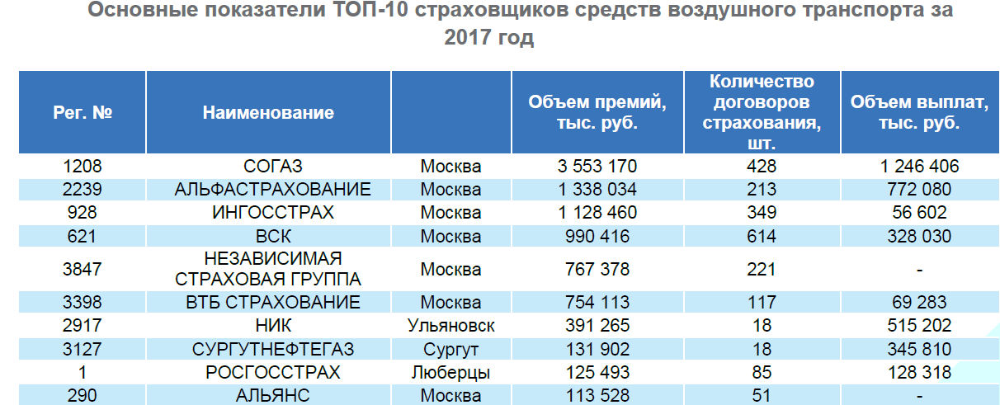 Основные показатели ТОП-10 страховщиков средств воздушного транспорта за
2017 год
Рег. № Наименование Объем премий, тыс. руб. Количество договоров страхования, шт. Объем выплат, тыс. руб.
1208 СОГАЗ Москва 3 553 170 428 1 246 406
2239 АЛЬФАСТРАХОВАНИЕ Москва 1 338 034 213 772 080
928 ИНГОССТРАХ Москва 1 128 460 349 56 602
621 ВСК Москва 990 416 614 328 030
3847 НЕЗАВИСИМАЯ СТРАХОВАЯ ГРУППА Москва 767 378 221 -
3398 ВТБ СТРАХОВАНИЕ Москва 754 113 117 69 283
2917 НИК Ульяновск 391 265 18 515 202
3127 СУРГУТНЕФТЕГАЗ Сургут 131 902 18 345 810
1 РОСГОССТРАХ Люберцы 125 493 85 128 318
290 АЛЬЯНС Москва 113 528 51 -